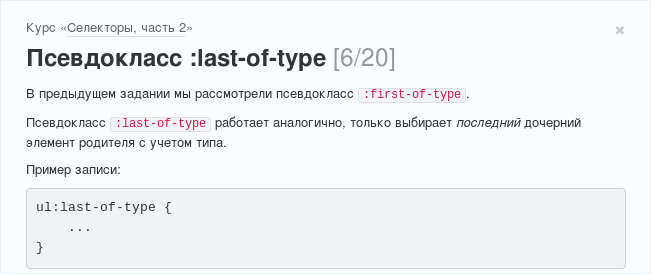 Курс «Селекторы, часть 2»
×
Псевдокласс :last-of-type [6/20]
В предыдущем задании мы рассмотрели псевдокласс :first-of-type.
Псевдокласс :last-of-type работает аналогично, только выбирает последний дочерний
элемент родителя с учетом типа.
Пример записи:
ul:last-of-type {
    ...
}